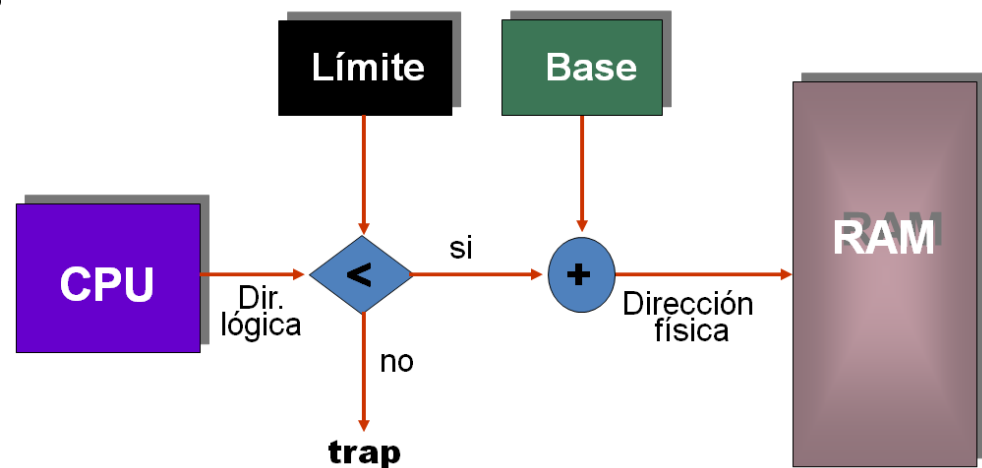 Límite
Base
CPU
Dir.
lógica
<
si
+
Dirección
física
RAM
no
trap